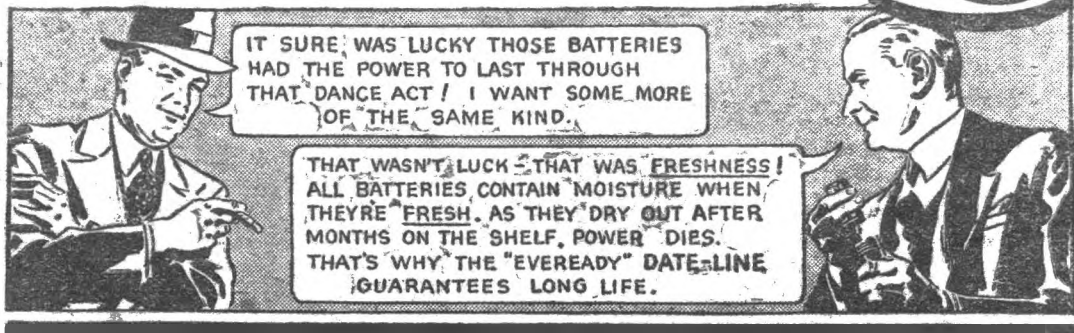 IT SURE WAS LUCKY THOSE BATTERIES
HAD THE POWER TO LAST THROUGH
THAT DANCE ACT! I WANT SOME MORE
OF THE SAME KIND.
THAT WASN'T LUCK - THAT WAS FRESHNESS!
ALL BATTERIES CONTAIN MOISTURE WHEN
THEY'RE FRESH. AS THEY DRY OUT AFTER
MONTHS ON THE SHELF, POWER DIES.
THAT'S WHY THE "EVEREADY" DATE-LINE
GUARANTEES LONG LIFE.